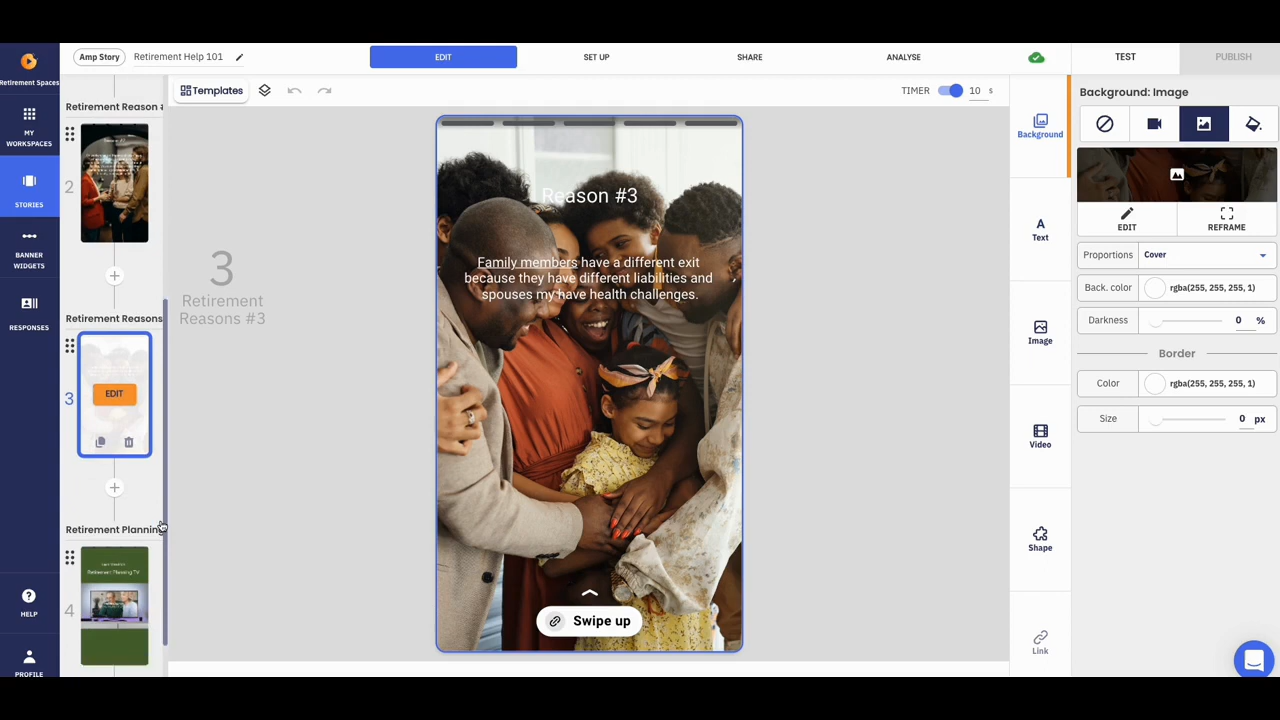 Amp Story
Retirement Help 101
EDIT
SET UP
SHARE
ANALYSE
TEST
PUBLISH
Retirement Spaces
MY
WORKSPACES
STORIES
BANNER
WIDGETS
RESPONSES
HELP
PROFILE
Retirement Reason #
2
Retirement Reasons
3
EDIT
Retirement Planning
4
Retirement Planning TV
Templates
TIMER
10 s
3
Retirement
Reasons #3
Reason #3
Family members have a different exit
because they have different liabilities and
spouses my have health challenges.
Swipe up
Background
Text
Image
Video
Shape
Link
Background: Image
EDIT
REFRAME
Proportions
Cover
Back. color
rgba(255, 255, 255, 1)
Darkness
0 %
Border
Color
rgba(255, 255, 255, 1)
Size
0 px